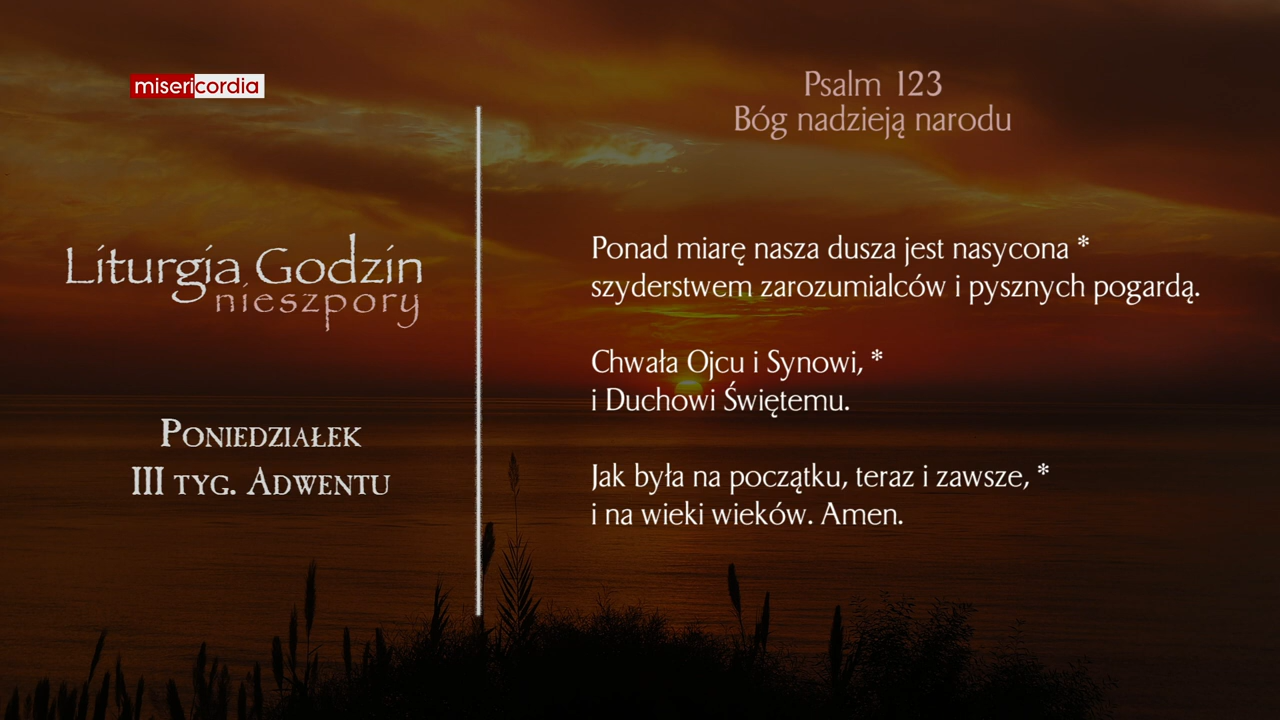 misericordia
Liturgia Godzin
nieszpory
Poniedziałek
III tyg. Adwentu
Psalm 123
Bóg nadzieją narodu
Ponad miarę nasza dusza jest nasycona *
szyderstwem zarozumialców i pysznych pogardą.
Chwała Ojcu i Synowi, *
i Duchowi Świętemu.
Jak była na początku, teraz i zawsze, *
i na wieki wieków. Amen.